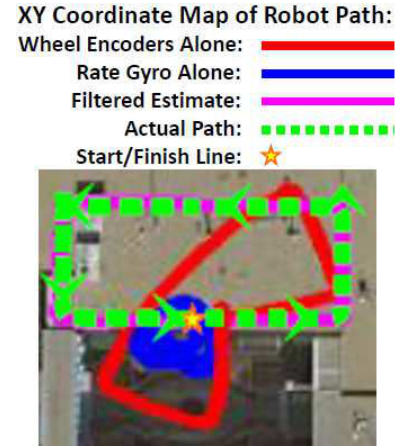 XY Coordinate Map of Robot Path:
Wheel Encoders Alone:
Rate Gyro Alone:
Filtered Estimate:
Actual Path:
Start/Finish Line: